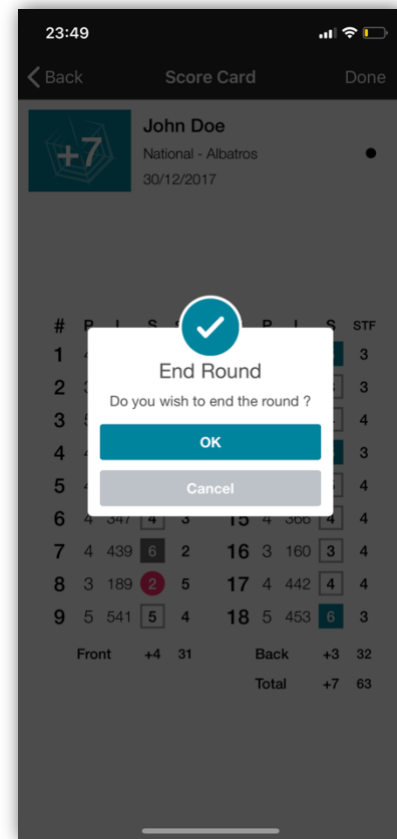 23:49
Back Score Card Done
+7
John Doe
National - Albatros
30/12/2017
# S STF
1 3
2 3
3 4
4 3
5 4
End Round
Do you wish to end the round ?
OK
Cancel
6 4 347 4 3 15 4 366 4 4
7 4 439 6 2 16 3 160 3 4
8 3 189 2 5 17 4 442 4 4
9 5 541 5 4 18 5 453 6 3
Front +4 31 Back +3 32
Total +7 63